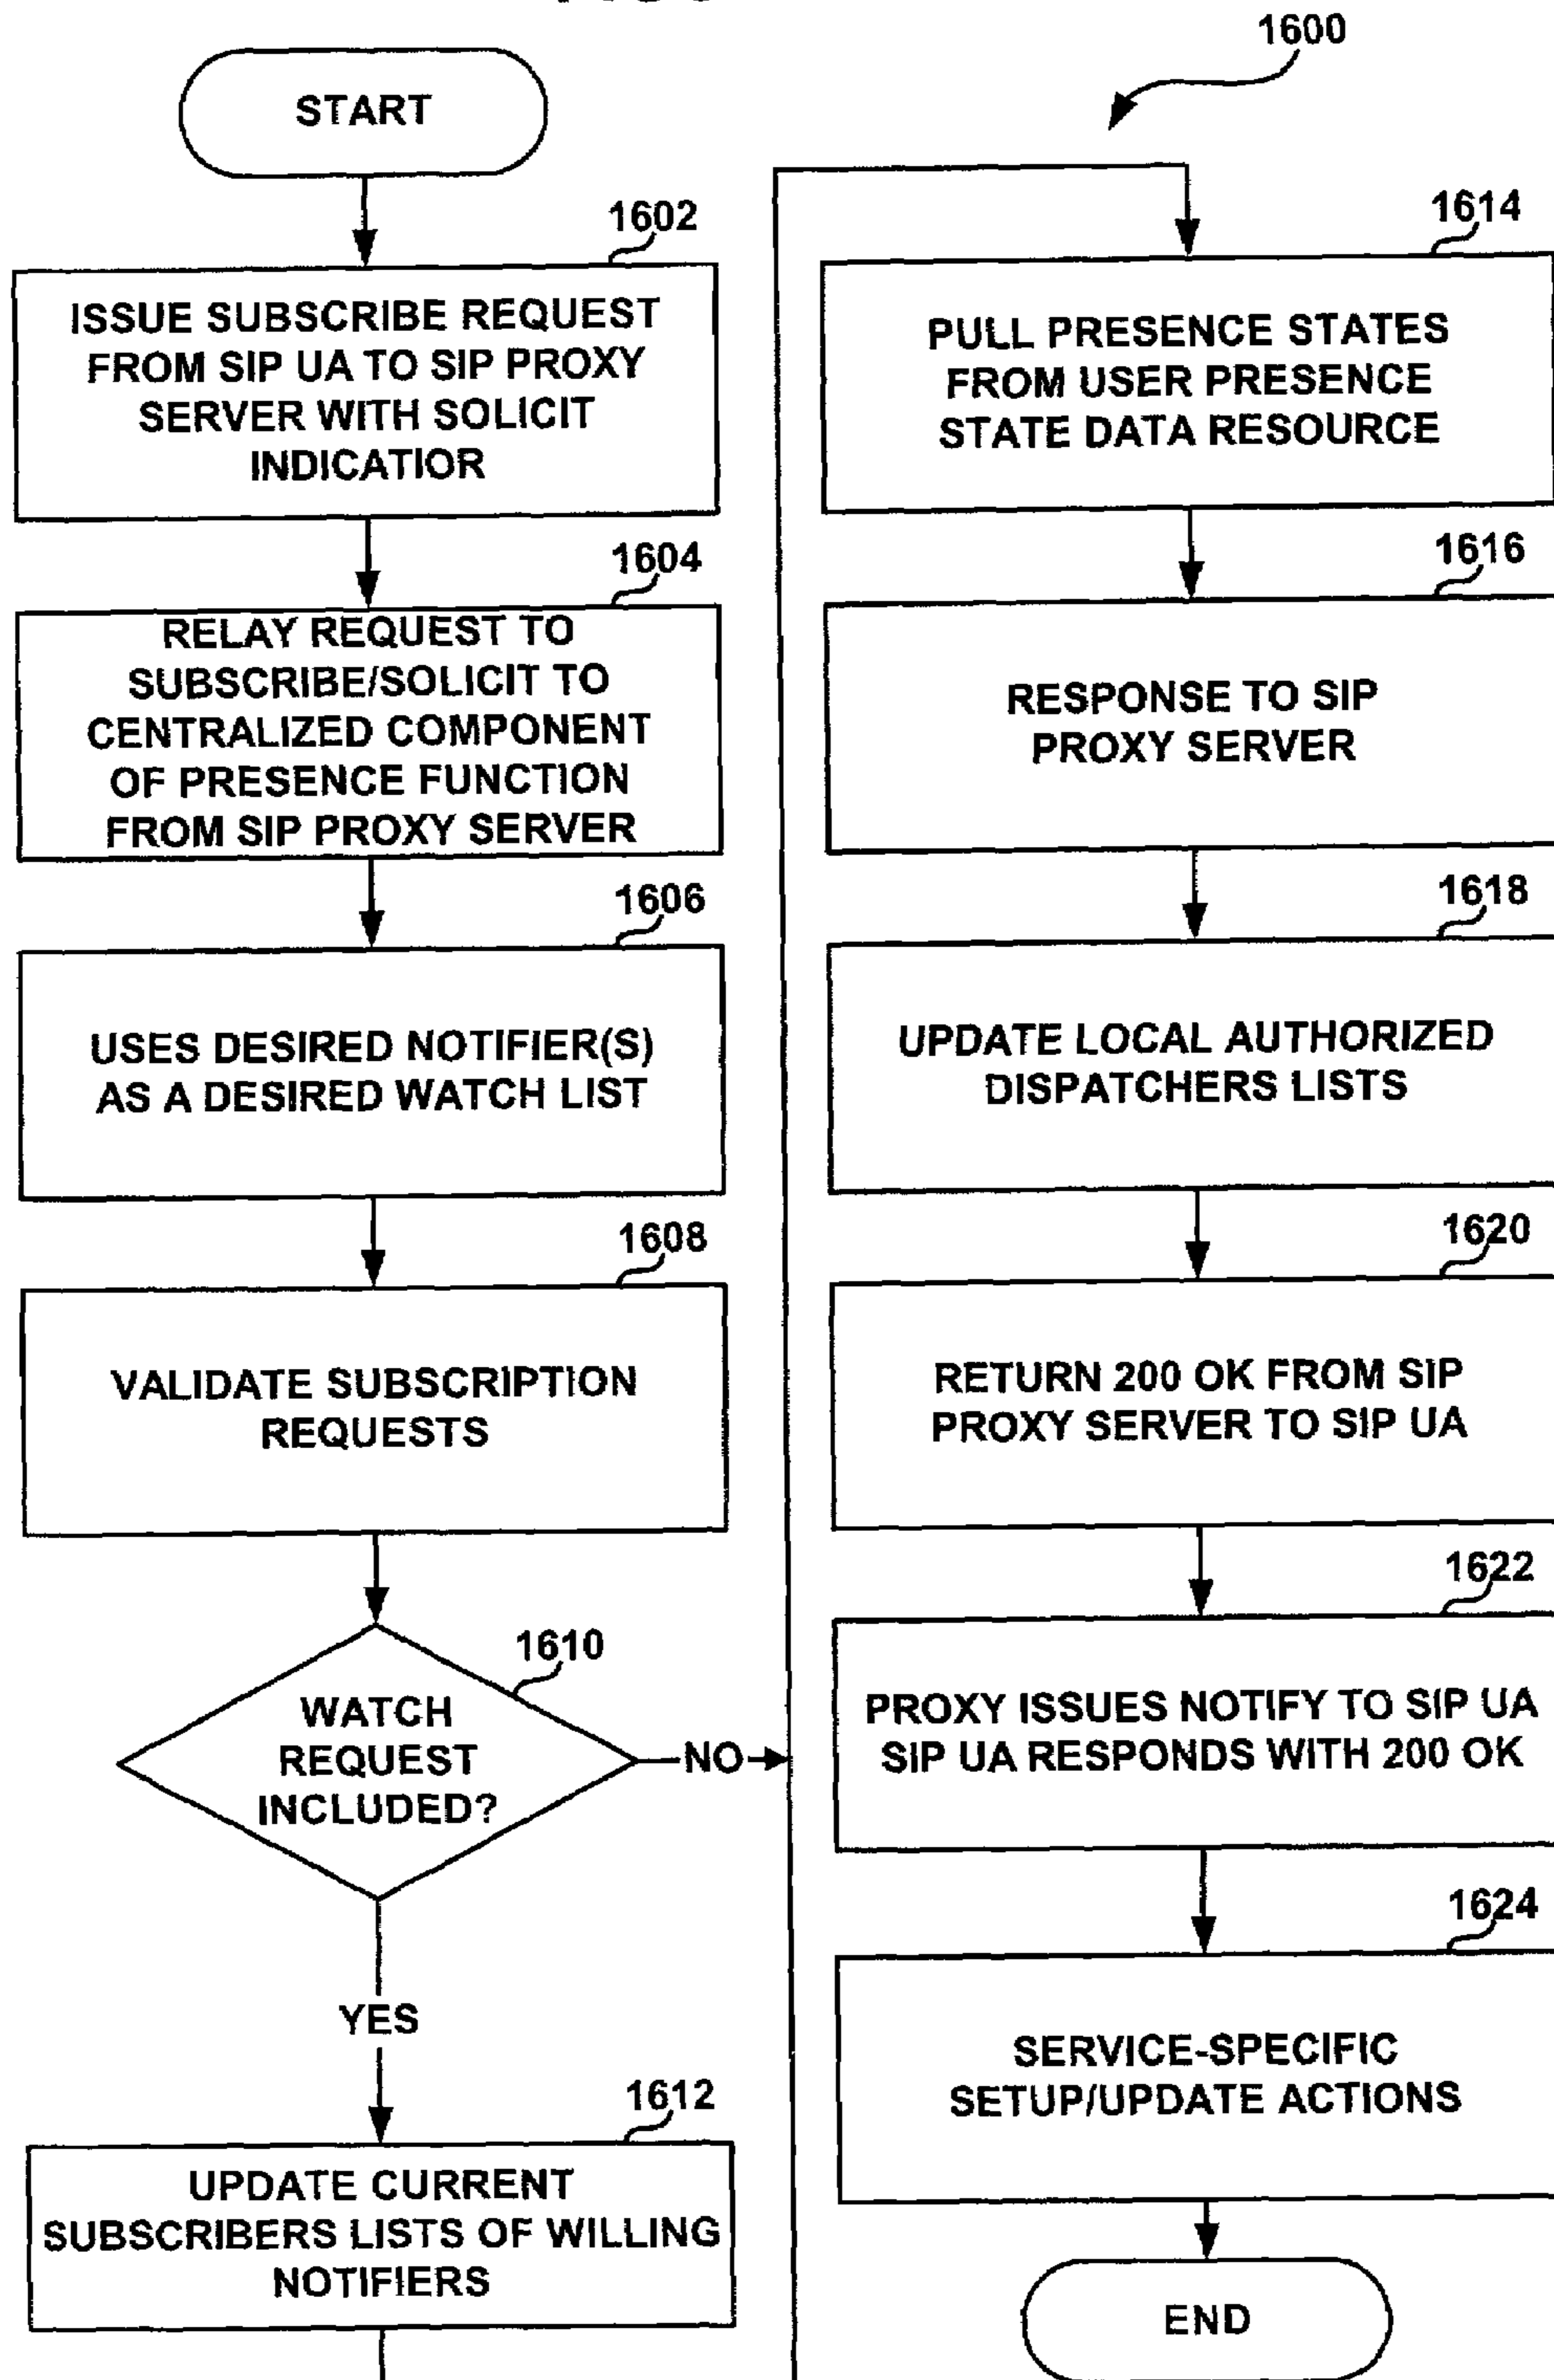 1600
START
1602
ISSUE SUBSCRIBE REQUEST
FROM SIP UA TO SIP PROXY
SERVER WITH SOLICIT
INDICATIOR
1604
RELAY REQUEST TO
SUBSCRIBE/SOLICIT TO
CENTRALIZED COMPONENT
OF PRESENCE FUNCTION
FROM SIP PROXY SERVER
1606
USES DESIRED NOTIFIER(S)
AS A DESIRED WATCH LIST
1608
VALIDATE SUBSCRIPTION
REQUESTS
1610
WATCH
REQUEST
INCLUDED?
NO
YES
1612
UPDATE CURRENT
SUBSCRIBERS LISTS OF WILLING
NOTIFIERS
1614
PULL PRESENCE STATES
FROM USER PRESENCE
STATE DATA RESOURCE
1616
RESPONSE TO SIP
PROXY SERVER
1618
UPDATE LOCAL AUTHORIZED
DISPATCHERS LISTS
1620
RETURN 200 OK FROM SIP
PROXY SERVER TO SIP UA
1622
PROXY ISSUES NOTIFY TO SIP UA
SIP UA RESPONDS WITH 200 OK
1624
SERVICE-SPECIFIC
SETUP/UPDATE ACTIONS
END